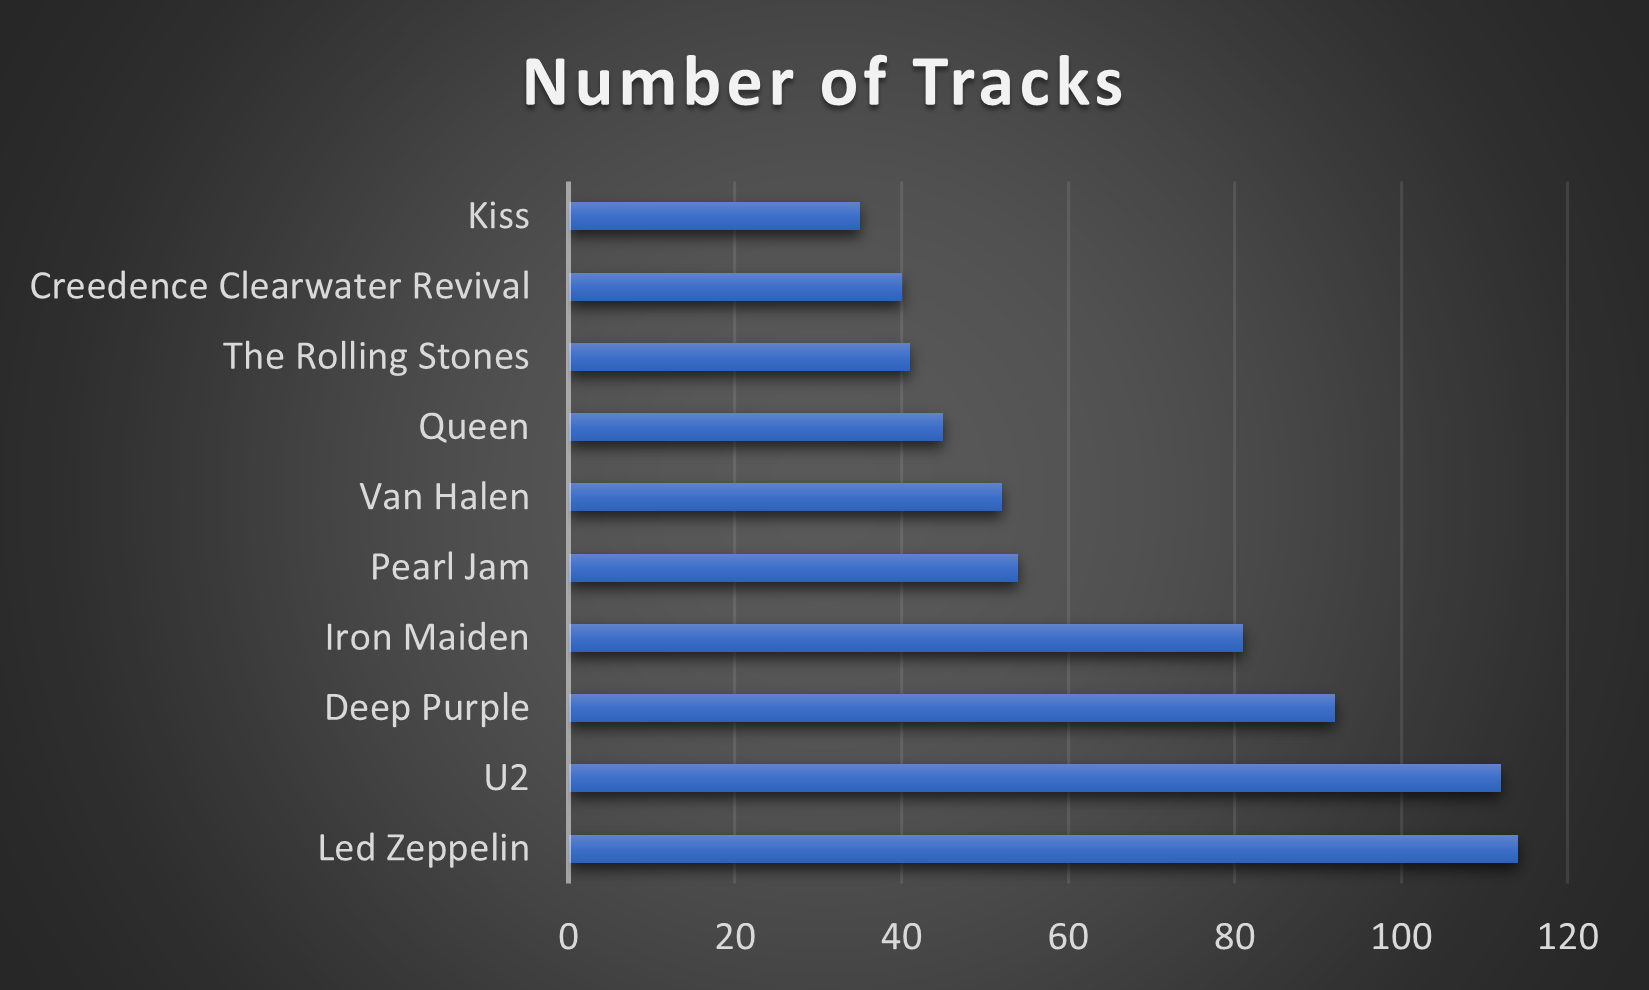 Number of Tracks
Kiss
Creedence Clearwater Revival
The Rolling Stones
Queen
Van Halen
Pearl Jam
Iron Maiden
Deep Purple
U2
Led Zeppelin
0 20 40 60 80 100 120